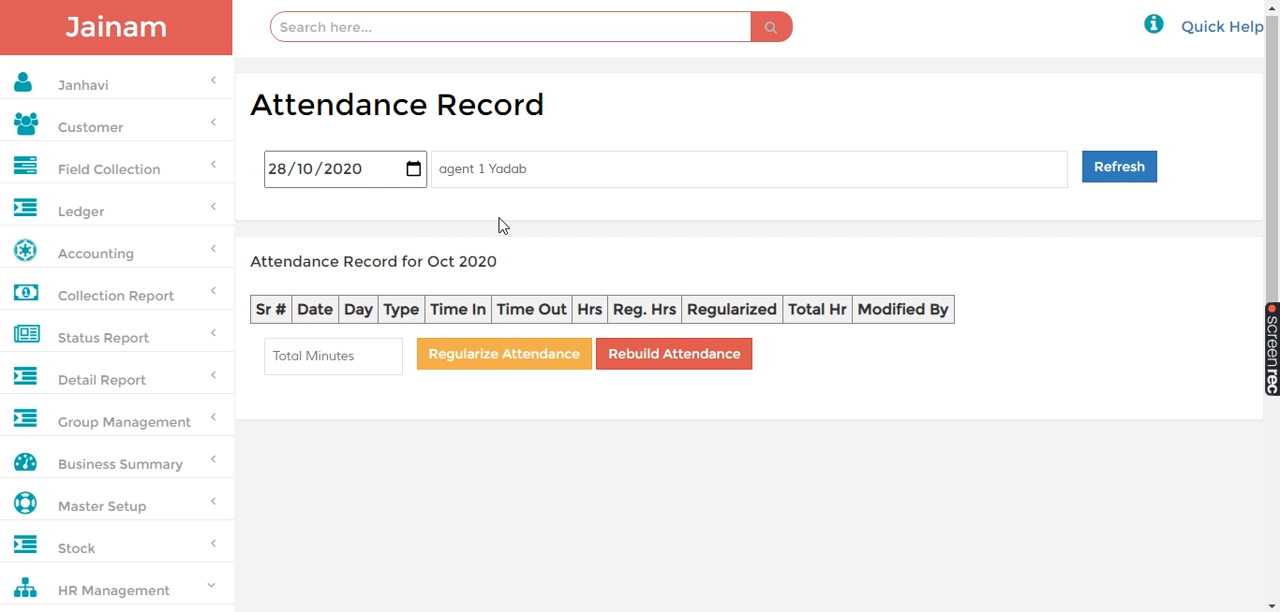 Jainam
Search here...
Quick Help
Janhavi
Customer
Field Collection
Ledger
Accounting
Collection Report
Status Report
Detail Report
Group Management
Business Summary
Master Setup
Stock
HR Management
Attendance Record
28/10/2020
agent 1 Yadab
Refresh
Attendance Record for Oct 2020
Sr # Date Day Type Time In Time Out Hrs Reg. Hrs Regularized Total Hr Modified By
Total Minutes Regularize Attendance Rebuild Attendance
screenrec